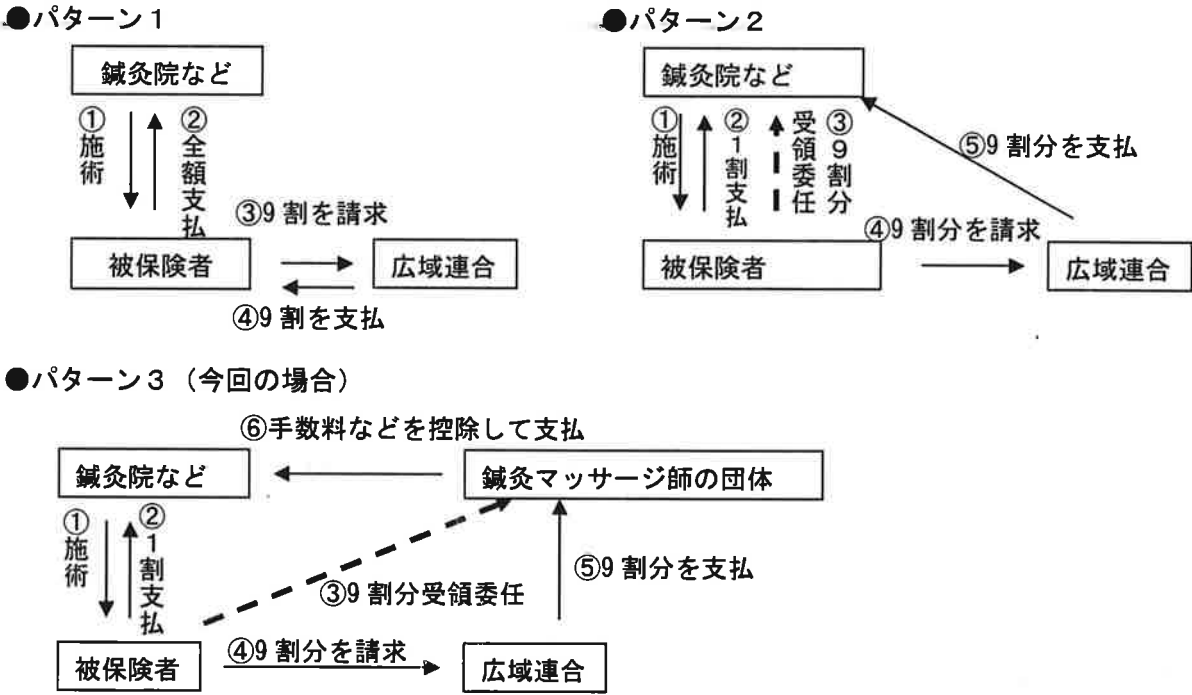 ●パターン1
鍼灸院など
①施術
②全額支払
③9割を請求
被保険者
広域連合
④9割を支払
●パターン2
鍼灸院など
①施術
②1割支払
③9割分
受領委任
⑤9割分を支払
④9割分を請求
被保険者
広域連合
●パターン3（今回の場合）
⑥手数料などを控除して支払
鍼灸院など
鍼灸マッサージ師の団体
①施術
②1割支払
③9割分受領委任
⑤9割分を支払
④9割分を請求
被保険者
広域連合